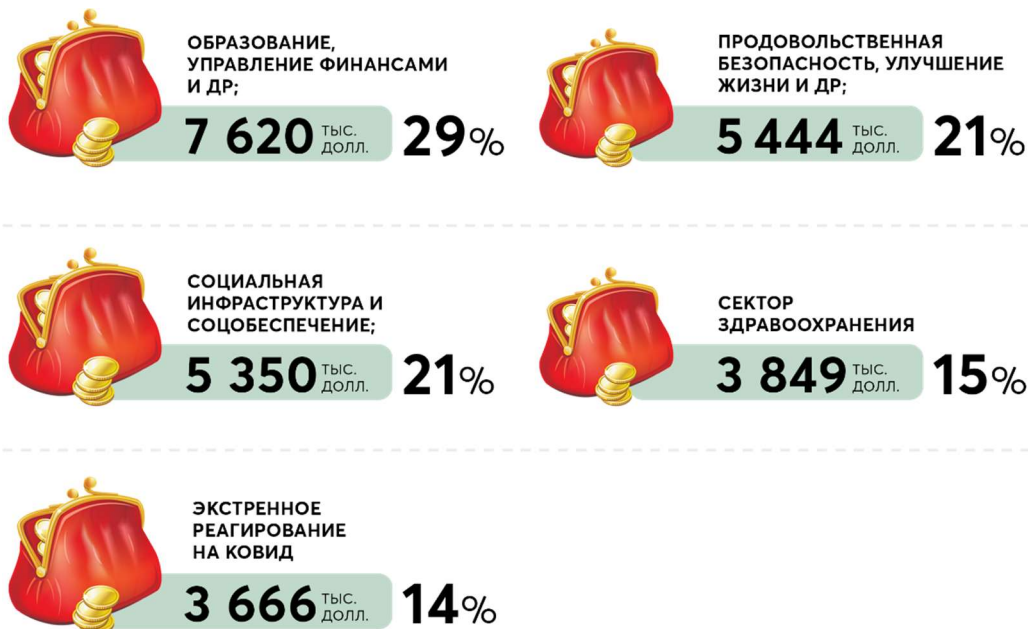 ОБРАЗОВАНИЕ,
УПРАВЛЕНИЕ ФИНАНСАМИ
И ДР;
7 620 ТЫС. ДОЛЛ. 29%
ПРОДОВОЛЬСТВЕННАЯ
БЕЗОПАСНОСТЬ, УЛУЧШЕНИЕ
ЖИЗНИ И ДР;
5 444 ТЫС. ДОЛЛ. 21%
СОЦИАЛЬНАЯ
ИНФРАСТРУКТУРА И
СОЦОБЕСПЕЧЕНИЕ;
5 350 ТЫС. ДОЛЛ. 21%
СЕКТОР
ЗДРАВООХРАНЕНИЯ
3 849 ТЫС. ДОЛЛ. 15%
ЭКСТРЕННОЕ
РЕАГИРОВАНИЕ
НА КОВИД
3 666 ТЫС. ДОЛЛ. 14%